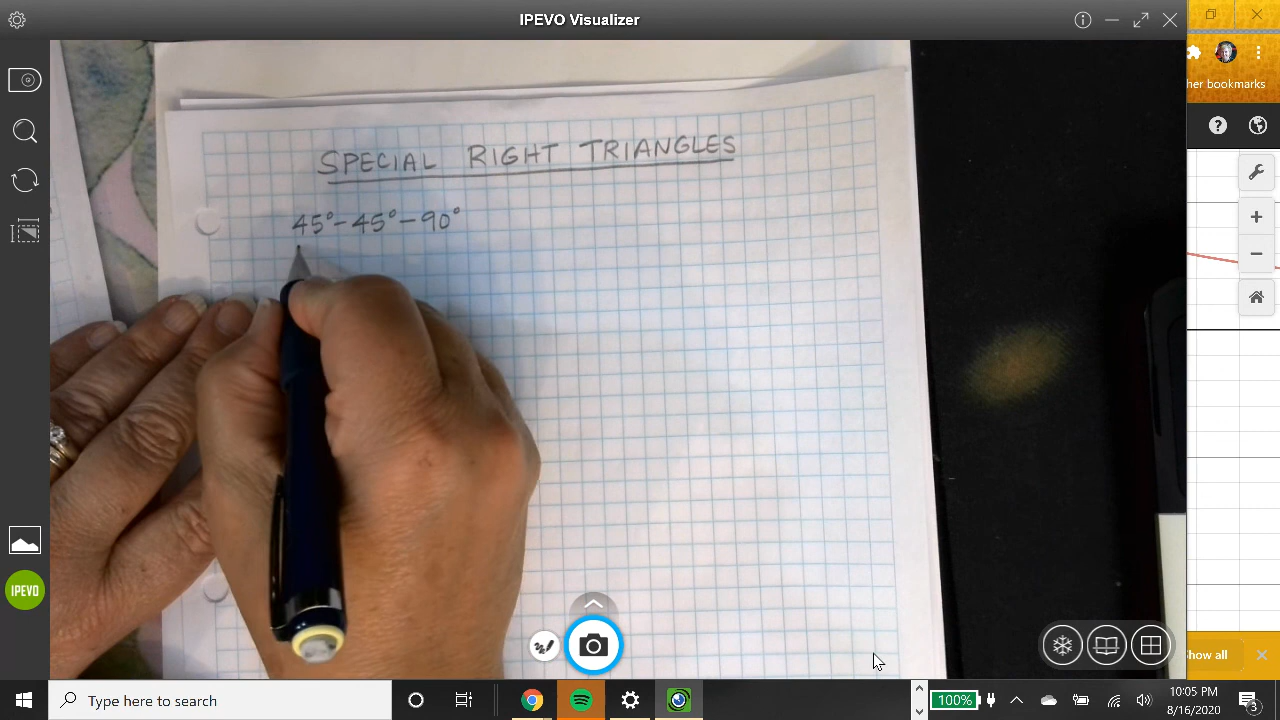 IPEVO Visualizer
her bookmarks
SPECIAL RIGHT TRIANGLES
45°-45°-90°
IPEVO
how all
Type here to search
100%
10:05 PM
8/16/2020
3